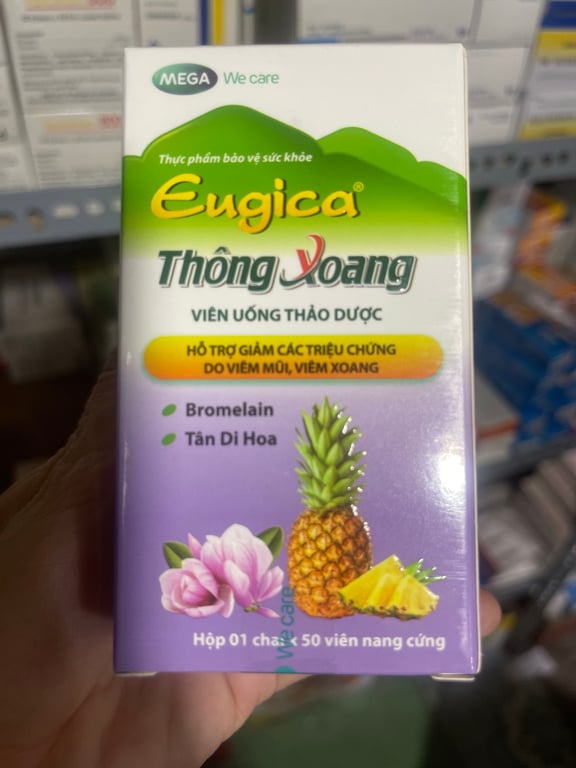 MEGA We care
Thực phẩm bảo vệ sức khỏe
Eugica®
Thông Xoang
VIÊN UỐNG THẢO DƯỢC
HỖ TRỢ GIẢM CÁC TRIỆU CHỨNG
DO VIÊM MŨI, VIÊM XOANG
Bromelain
Tân Di Hoa
Hộp 01 chai x 50 viên nang cứng
We care